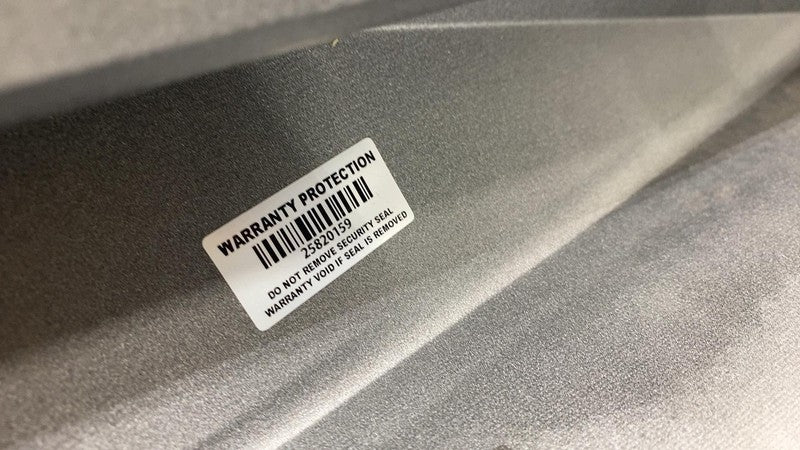 WARRANTY PROTECTION
25820159
DO NOT REMOVE SECURITY SEAL
WARRANTY VOID IF SEAL IS REMOVED